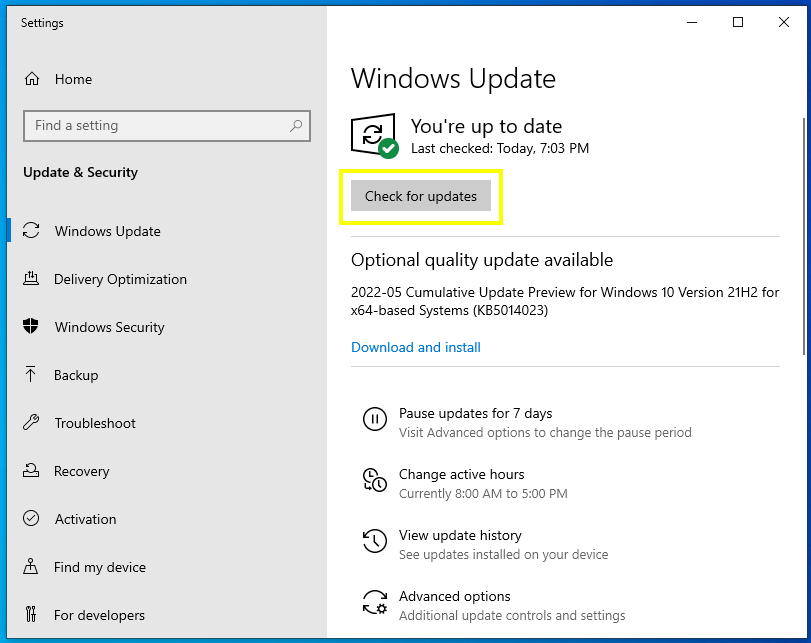 Settings
Home
Find a setting
Update & Security
Windows Update
Delivery Optimization
Windows Security
Backup
Troubleshoot
Recovery
Activation
Find my device
For developers
Windows Update
You're up to date
Last checked: Today, 7:03 PM
Check for updates
Optional quality update available
2022-05 Cumulative Update Preview for Windows 10 Version 21H2 for
x64-based Systems (KB5014023)
Download and install
Pause updates for 7 days
Visit Advanced options to change the pause period
Change active hours
Currently 8:00 AM to 5:00 PM
View update history
See updates installed on your device
Advanced options
Additional update controls and settings